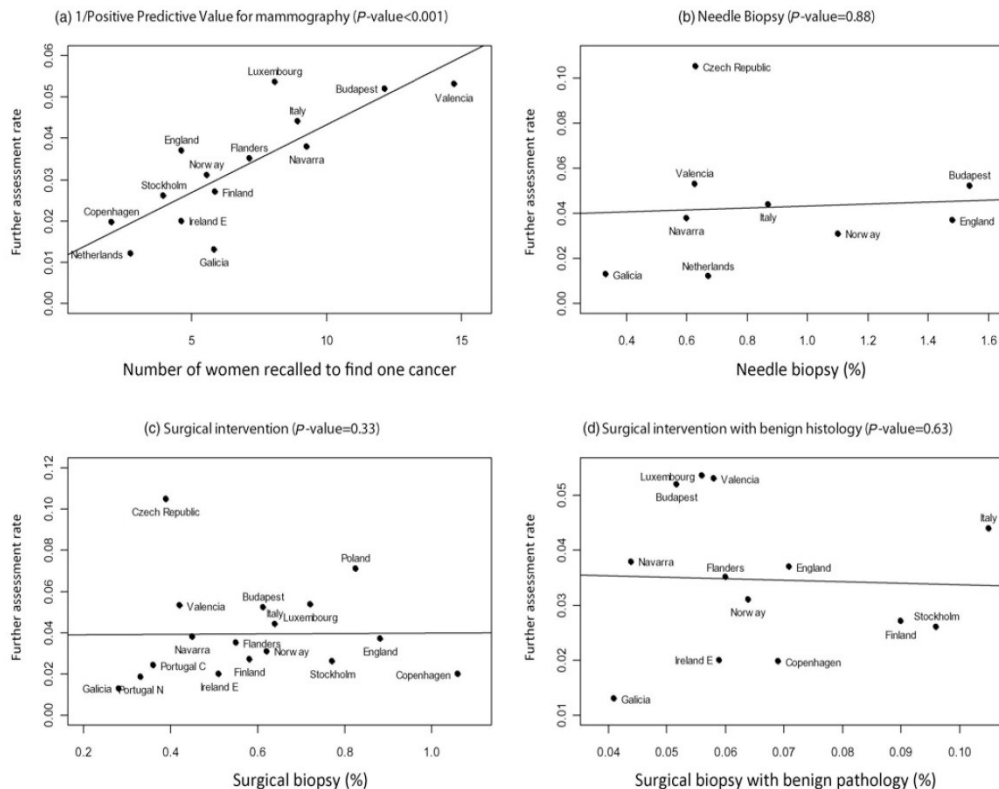 (a) 1/Positive Predictive Value for mammography (P-value<0.001)
Further assessment rate
0.06
0.05
0.04
0.03
0.02
0.01
0.00
Luxembourg
Budapest
Valencia
Italy
England
Flanders
Navarra
Norway
Stockholm
Finland
Copenhagen
Ireland E
Netherlands
Galicia
5 10 15
Number of women recalled to find one cancer
(b) Needle Biopsy (P-value=0.88)
Further assessment rate
0.10
0.08
0.06
0.04
0.02
0.00
Czech Republic
Valencia
Budapest
Italy
Navarra
England
Norway
Netherlands
Galicia
0.4 0.6 0.8 1.0 1.2 1.4 1.6
Needle biopsy (%)
(c) Surgical intervention (P-value=0.33)
Further assessment rate
0.12
0.10
0.08
0.06
0.04
0.02
0.00
Czech Republic
Poland
Budapest
Valencia
Italy Luxembourg
Navarra
Flanders
Norway
England
Portugal C
Finland
Stockholm
Copenhagen
Galicia Portugal N
Ireland E
0.2 0.4 0.6 0.8 1.0
Surgical biopsy (%)
(d) Surgical intervention with benign histology (P-value=0.63)
Further assessment rate
0.05
0.04
0.03
0.02
0.01
Luxembourg
Valencia
Budapest
Italy
Navarra
Flanders
England
Norway
Stockholm
Finland
Ireland E
Copenhagen
Galicia
0.04 0.05 0.06 0.07 0.08 0.09 0.10
Surgical biopsy with benign pathology (%)